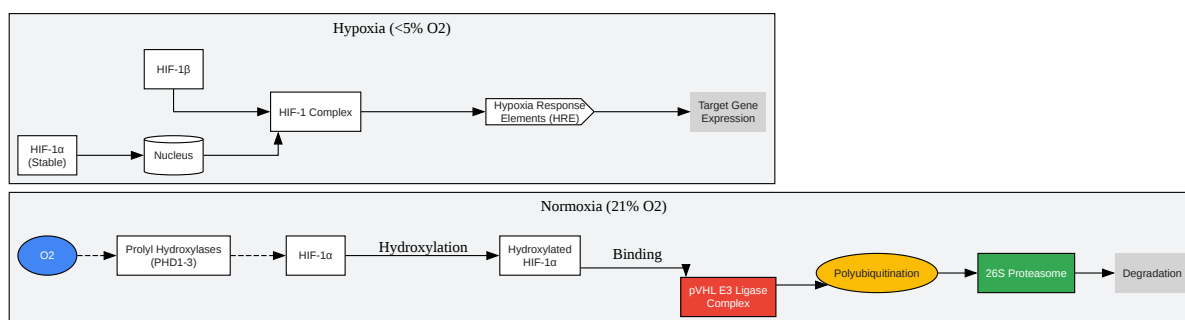 Hypoxia (<5% O2)
HIF-1β
HIF-1 Complex
Hypoxia Response
Elements (HRE)
Target Gene
Expression
HIF-1α
(Stable)
Nucleus
Normoxia (21% O2)
O2
Prolyl Hydroxylases
(PHD1-3)
HIF-1α
Hydroxylation
Hydroxylated
HIF-1α
Binding
pVHL E3 Ligase
Complex
Polyubiquitination
26S Proteasome
Degradation